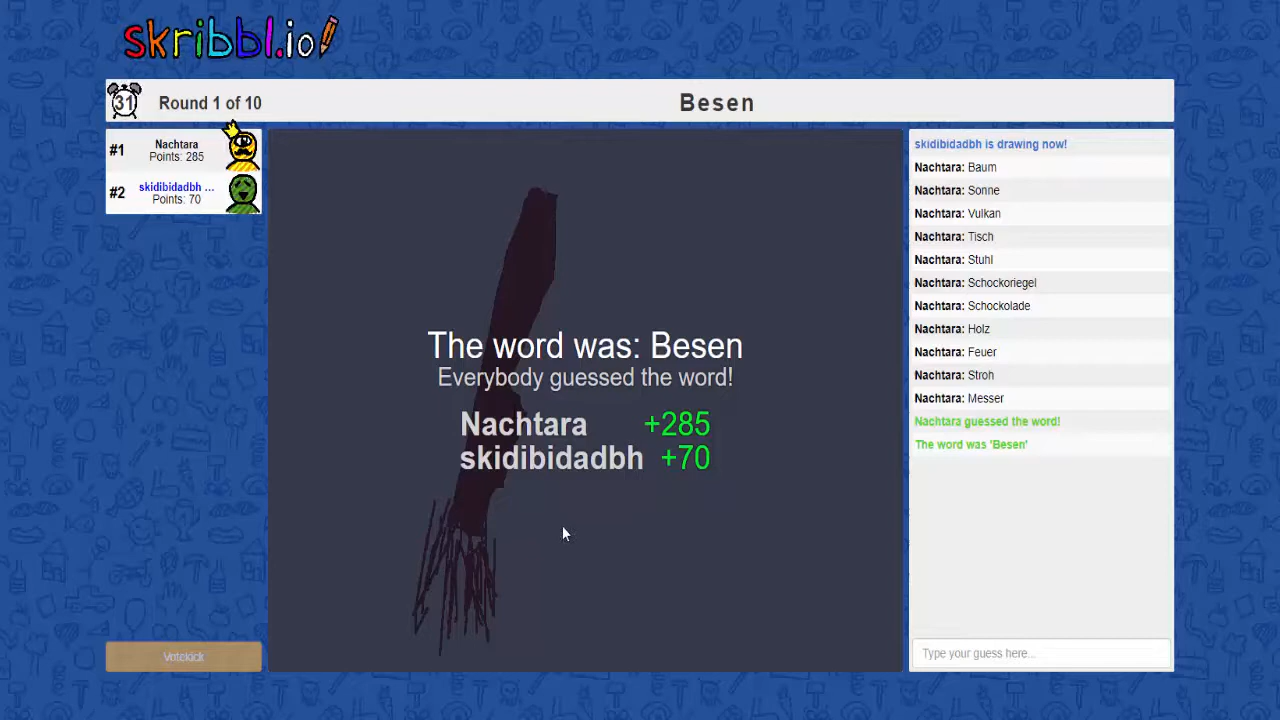 skribbl.io
31
Round 1 of 10
Besen
#1
Nachtara
Points: 285
#2
skidibidadbh ...
Points: 70
The word was: Besen
Everybody guessed the word!
Nachtara +285
skidibidadbh +70
Votekick
skidibidadbh is drawing now!
Nachtara: Baum
Nachtara: Sonne
Nachtara: Vulkan
Nachtara: Tisch
Nachtara: Stuhl
Nachtara: Schockoriegel
Nachtara: Schockolade
Nachtara: Holz
Nachtara: Feuer
Nachtara: Stroh
Nachtara: Messer
Nachtara guessed the word!
The word was 'Besen'
Type your guess here...